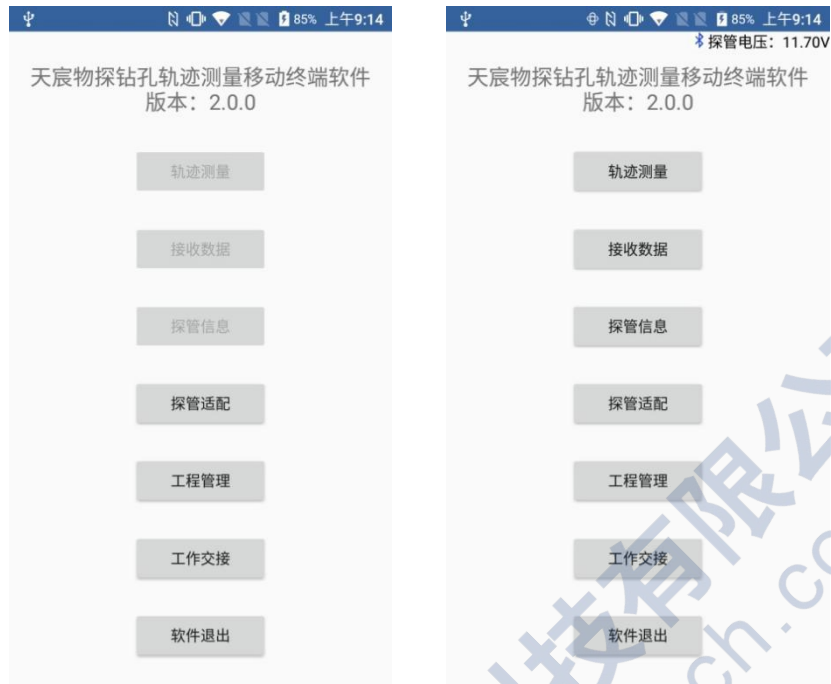 85% 上午9:14
天宸物探钻孔轨迹测量移动终端软件
版本：2.0.0
轨迹测量
接收数据
探管信息
探管适配
工程管理
工作交接
软件退出
85% 上午9:14
探管电压：11.70V
天宸物探钻孔轨迹测量移动终端软件
版本：2.0.0
轨迹测量
接收数据
探管信息
探管适配
工程管理
工作交接
软件退出
技有限公
ch.co